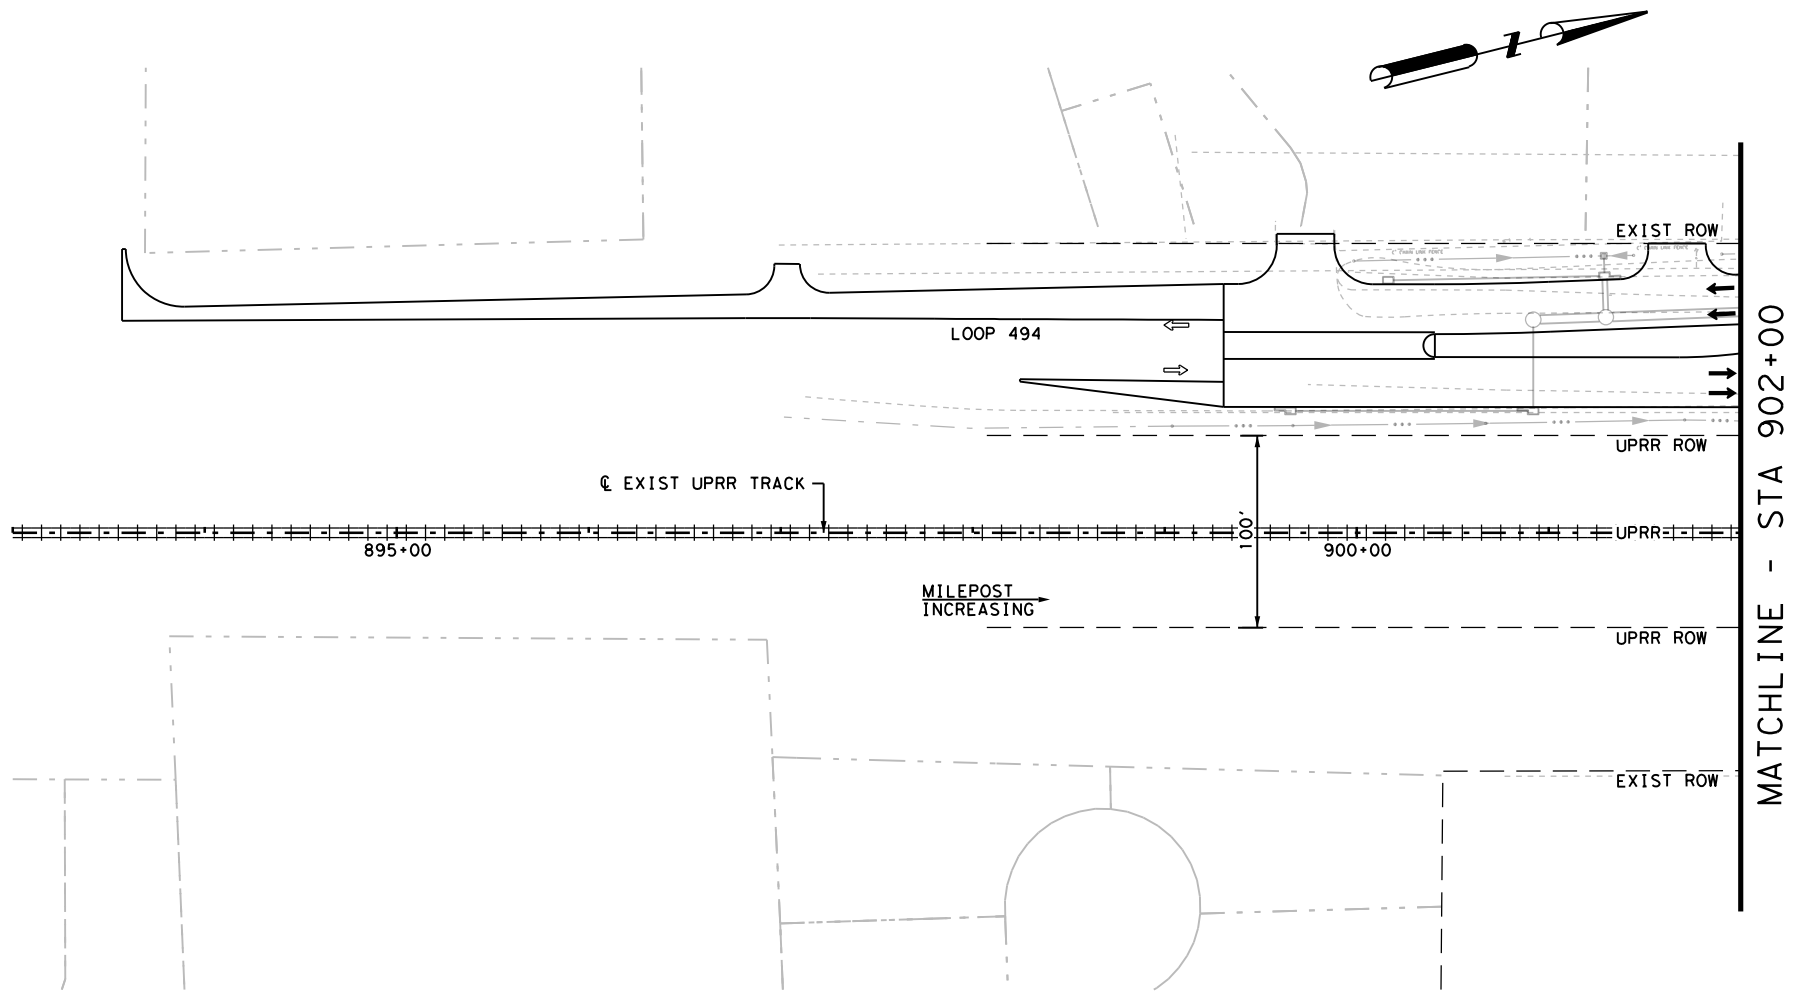 EXIST ROW
LOOP 494
UPRR ROW
℄ EXIST UPRR TRACK
UPRR
895+00
900+00
100'
MILEPOST
INCREASING
UPRR ROW
EXIST ROW
MATCHLINE - STA 902+00